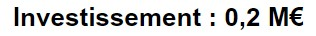 Investissement : 0,2 M€